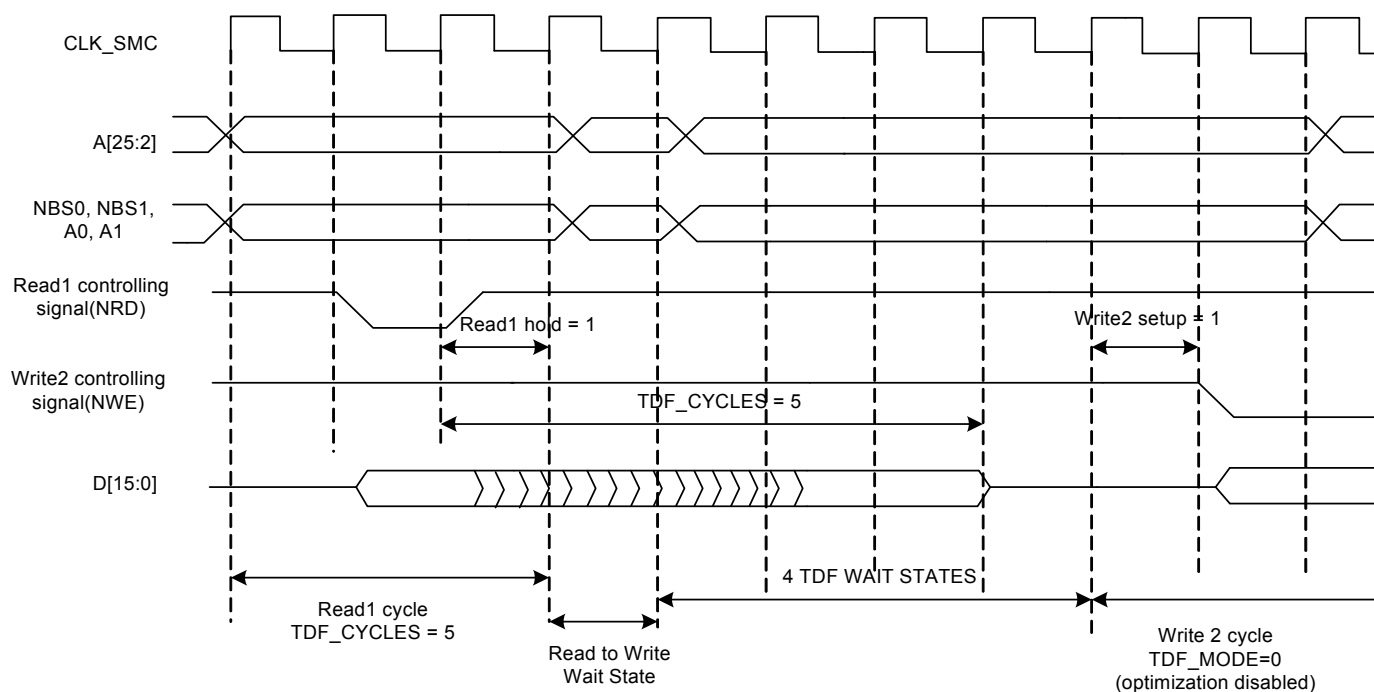 CLK_SMC
A[25:2]
NBS0, NBS1,
A0, A1
Read1 controlling
signal(NRD)
Read1 hold = 1
Write2 setup = 1
Write2 controlling
signal(NWE)
TDF_CYCLES = 5
D[15:0]
4 TDF WAIT STATES
Read1 cycle
TDF_CYCLES = 5
Read to Write
Wait State
Write 2 cycle
TDF_MODE=0
(optimization disabled)